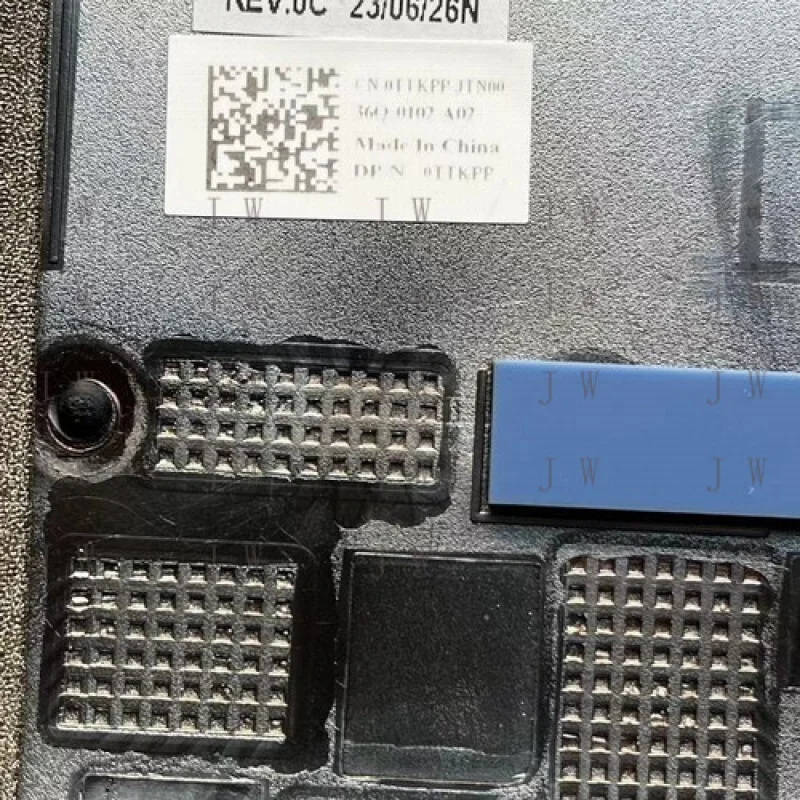 REV.0C 23/06/26N
CN 0TTKPP JTN00
36Q 0102 A02
Made In China
DP N 0TTKPP
J W J W
J W J W
J W J W